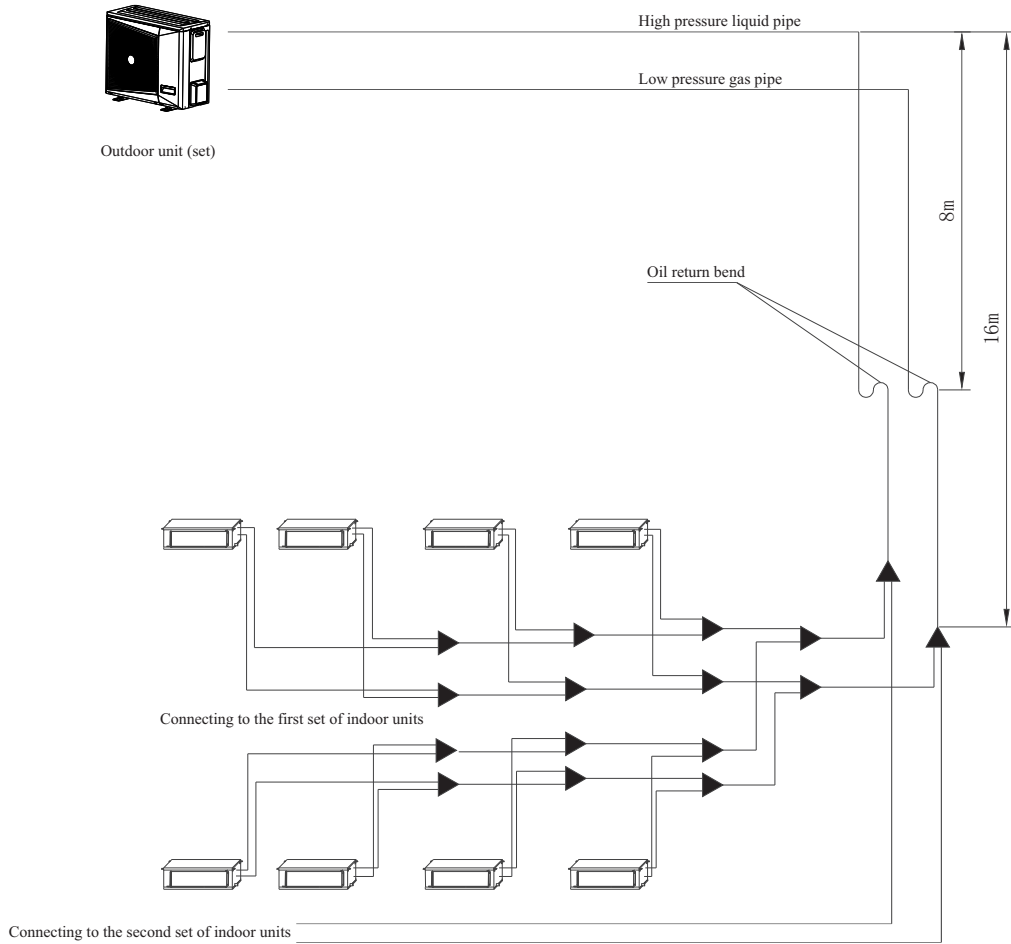 High pressure liquid pipe
Low pressure gas pipe
Outdoor unit (set)
8m
Oil return bend
16m
Connecting to the first set of indoor units
Connecting to the second set of indoor units